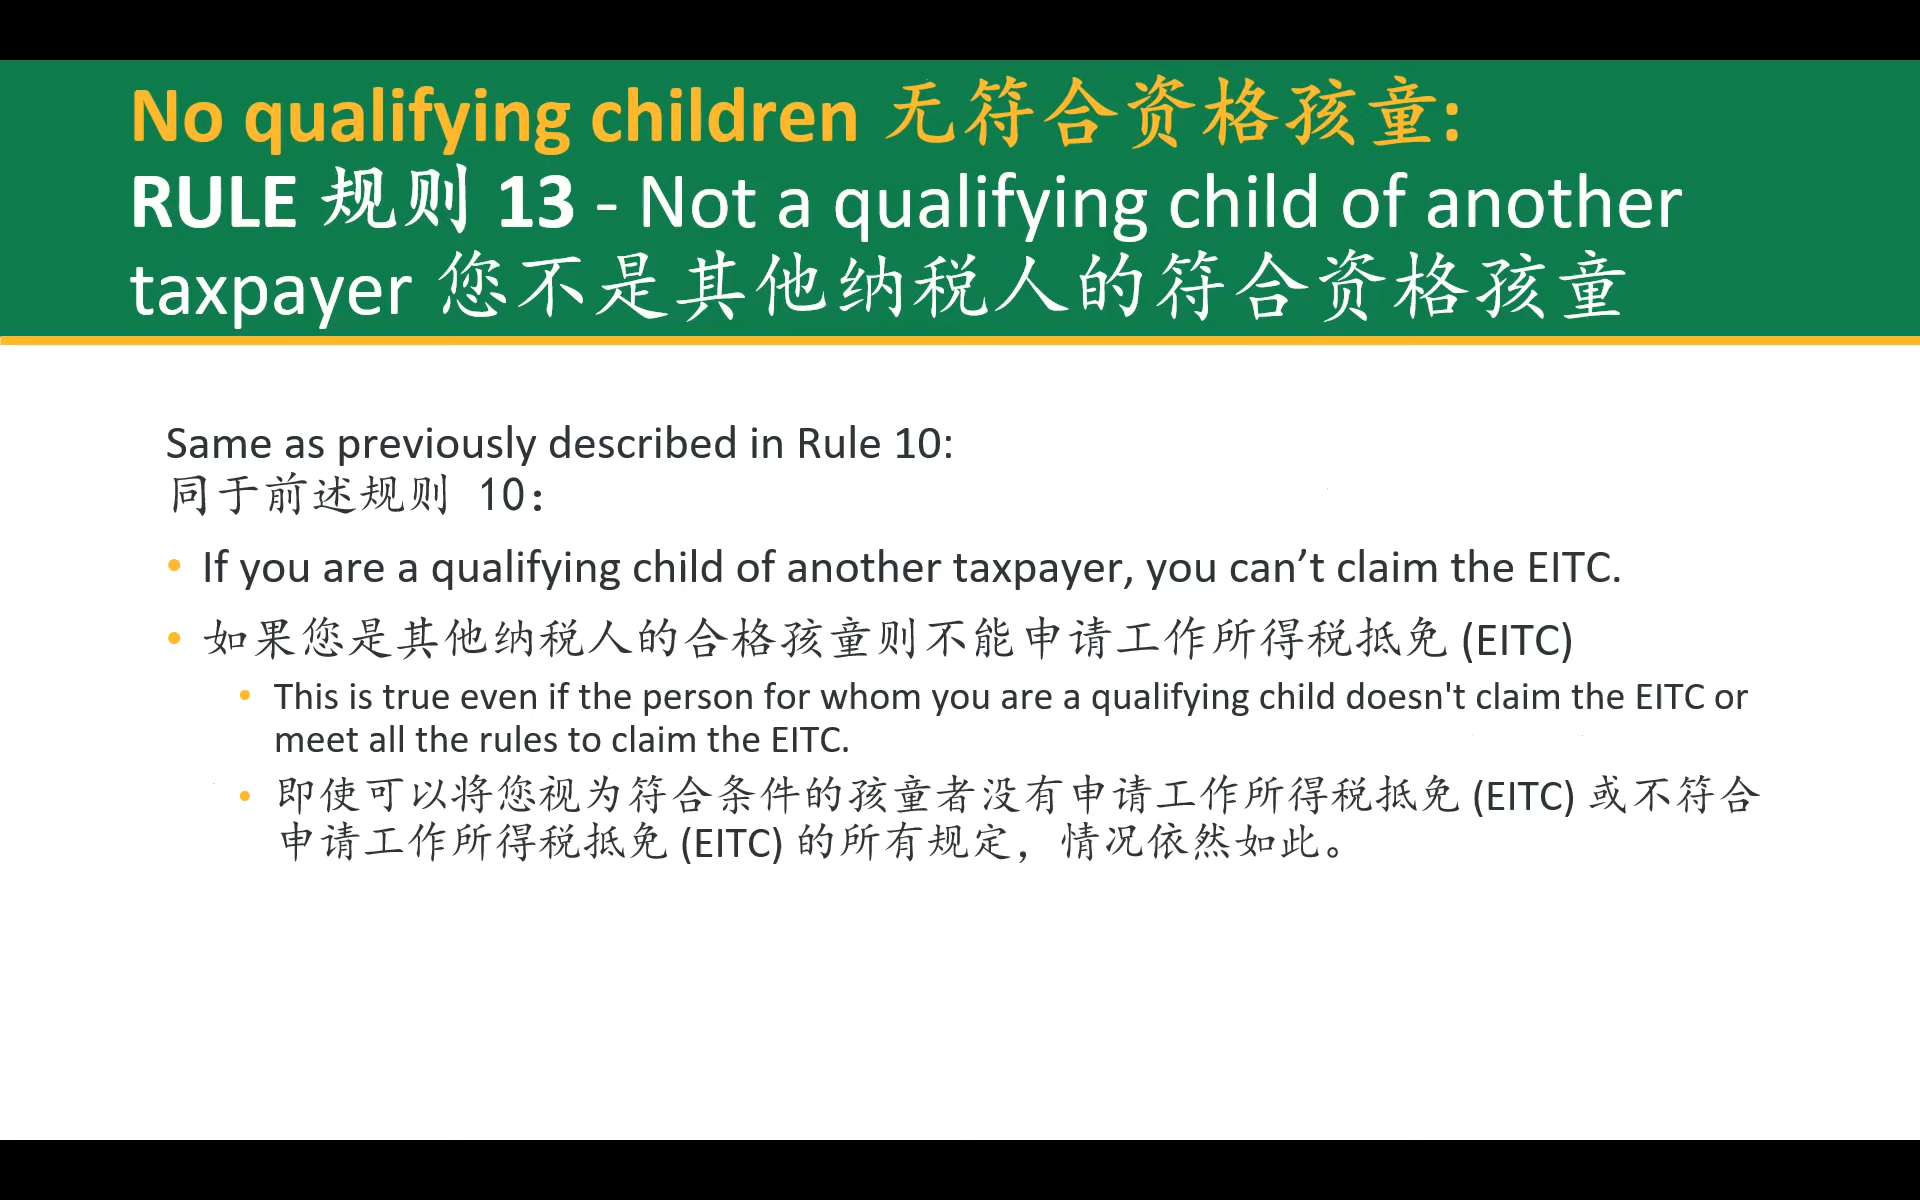 No qualifying children 无符合资格孩童:
RULE 规则 13 - Not a qualifying child of another
taxpayer 您不是其他纳税人的符合资格孩童
Same as previously described in Rule 10:
同于前述规则 10：
• If you are a qualifying child of another taxpayer, you can’t claim the EITC.
• 如果您是其他纳税人的合格孩童则不能申请工作所得税抵免 (EITC)
• This is true even if the person for whom you are a qualifying child doesn't claim the EITC or
meet all the rules to claim the EITC.
• 即使可以将您视为符合条件的孩童者没有申请工作所得税抵免 (EITC) 或不符合
申请工作所得税抵免 (EITC) 的所有规定，情况依然如此。